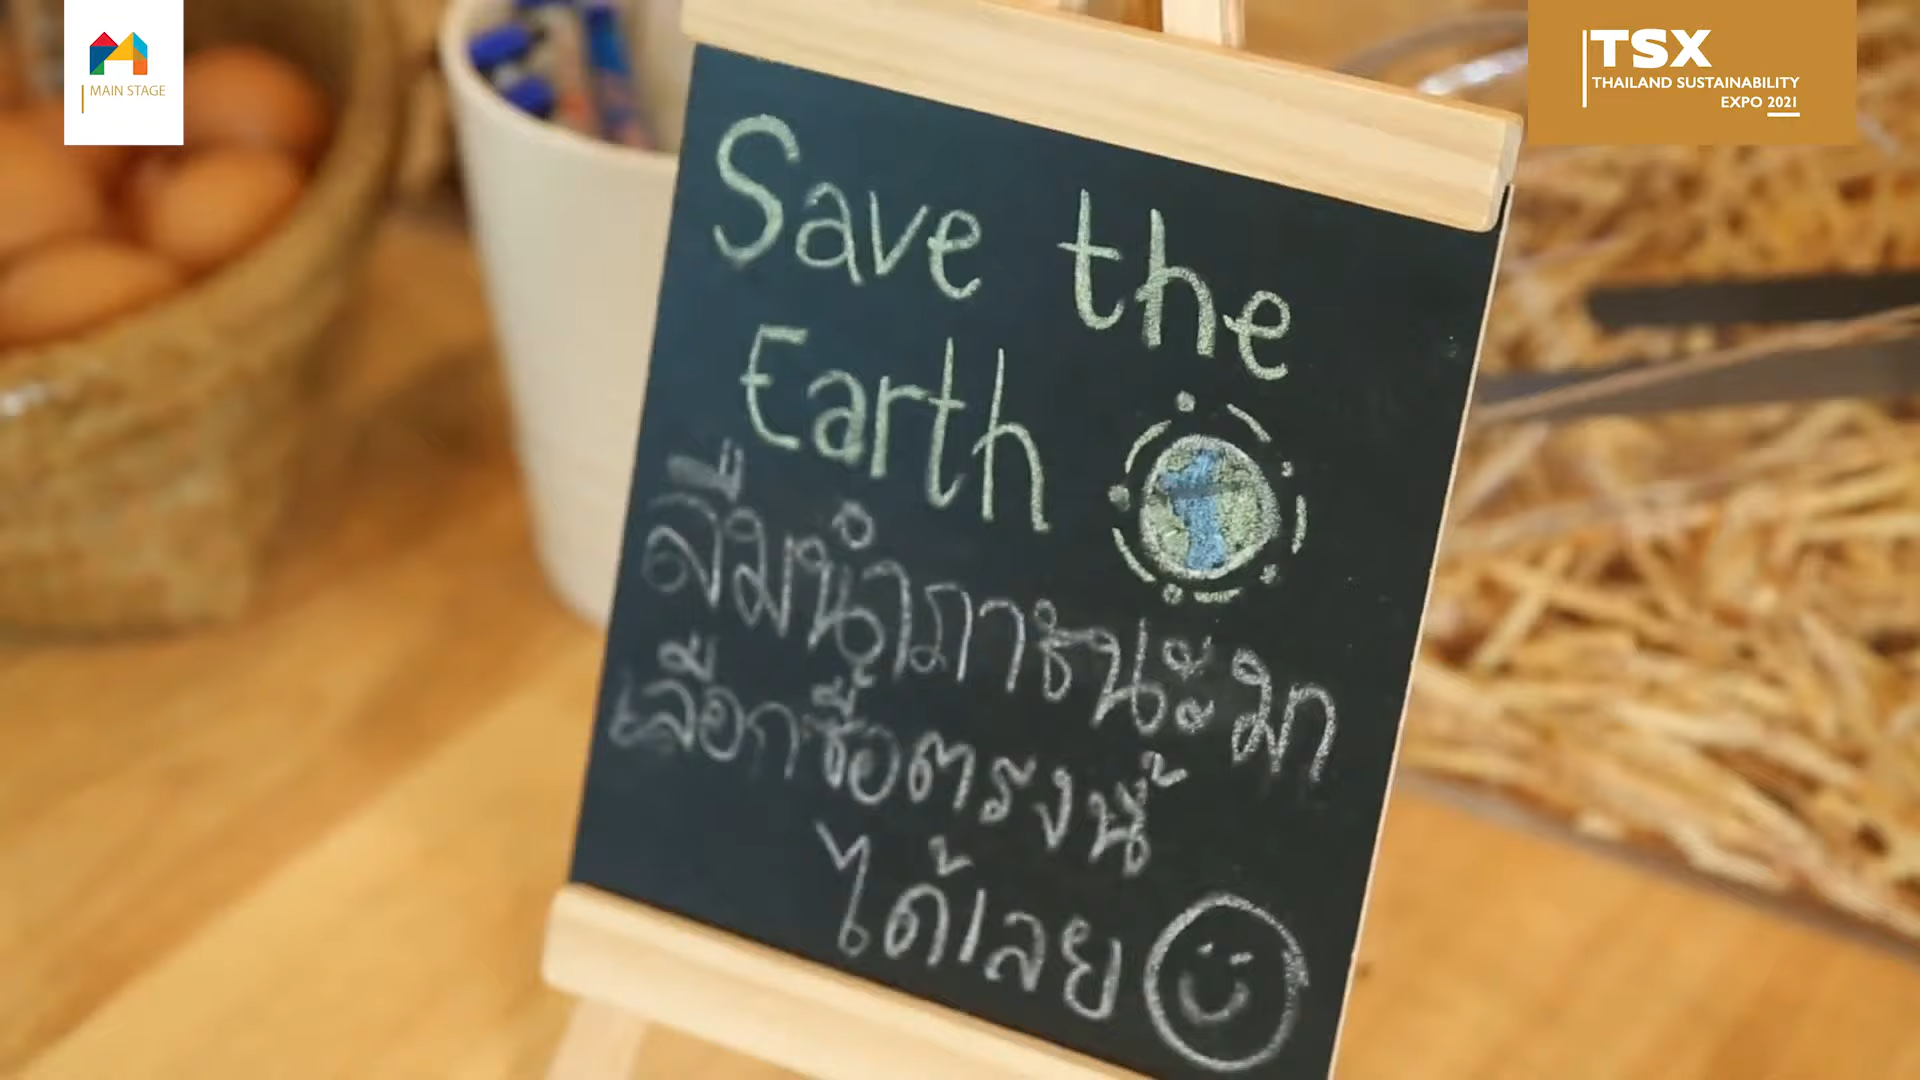 MAIN STAGE
TSX
THAILAND SUSTAINABILITY
EXPO 2021
Save the
Earth
ลืมนำภาชนะมา
เลือกซื้อตรงนี้
ได้เลย